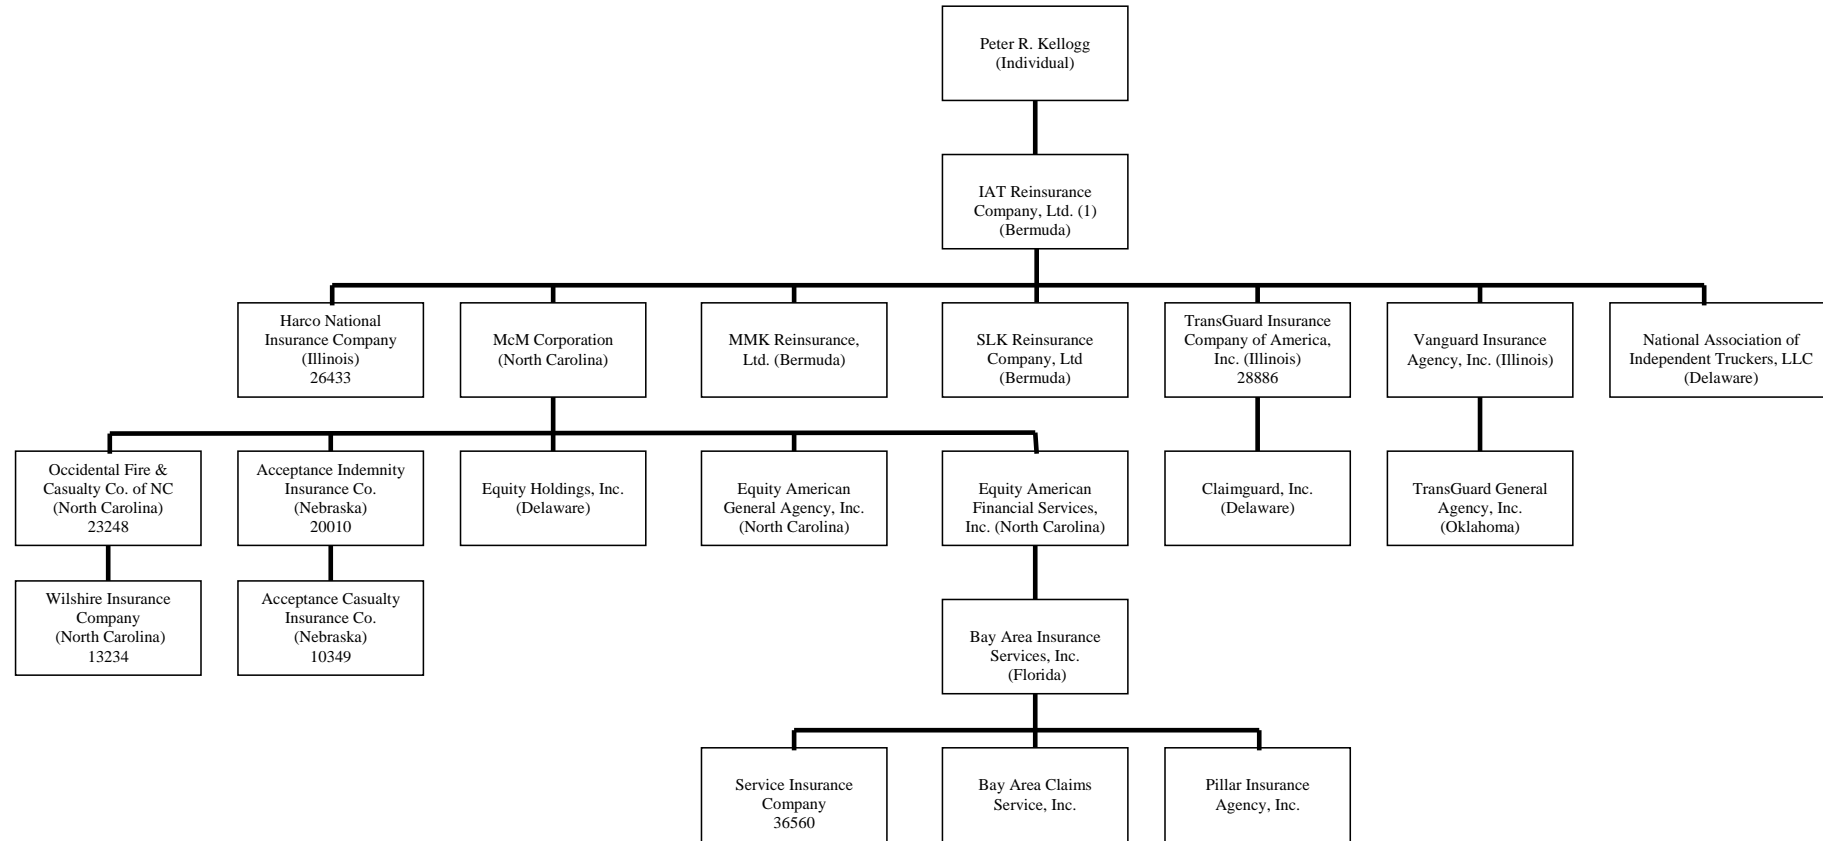 Peter R. Kellogg
(Individual)
IAT Reinsurance
Company, Ltd. (1)
(Bermuda)
Harco National
Insurance Company
(Illinois)
26433
McM Corporation
(North Carolina)
MMK Reinsurance,
Ltd. (Bermuda)
SLK Reinsurance
Company, Ltd
(Bermuda)
TransGuard Insurance
Company of America,
Inc. (Illinois)
28886
Vanguard Insurance
Agency, Inc. (Illinois)
National Association of
Independent Truckers, LLC
(Delaware)
Occidental Fire &
Casualty Co. of NC
(North Carolina)
23248
Acceptance Indemnity
Insurance Co.
(Nebraska)
20010
Equity Holdings, Inc.
(Delaware)
Equity American
General Agency, Inc.
(North Carolina)
Equity American
Financial Services,
Inc. (North Carolina)
Claimguard, Inc.
(Delaware)
TransGuard General
Agency, Inc.
(Oklahoma)
Wilshire Insurance
Company
(North Carolina)
13234
Acceptance Casualty
Insurance Co.
(Nebraska)
10349
Bay Area Insurance
Services, Inc.
(Florida)
Service Insurance
Company
36560
Bay Area Claims
Service, Inc.
Pillar Insurance
Agency, Inc.